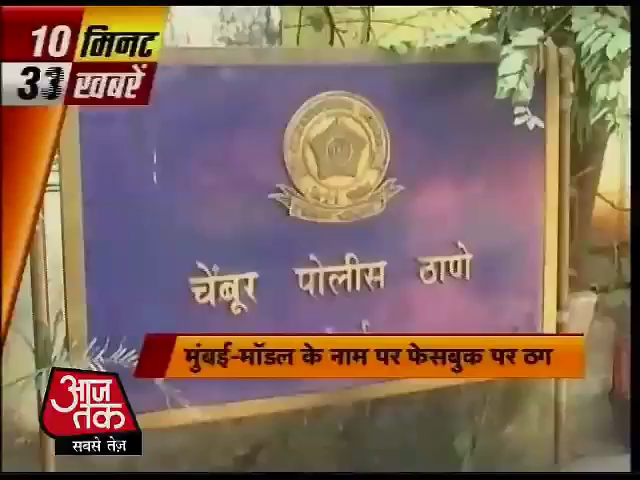 10 मिनट
33 खबरें
चेंबूर पोलीस ठाणे
मुंबई-मॉडल के नाम पर फेसबुक पर ठग
आज
तक
सबसे तेज़